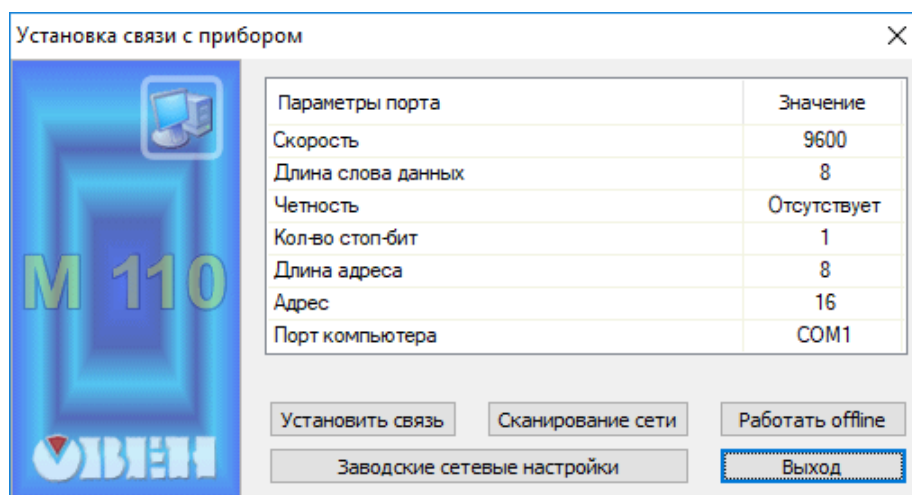 Установка связи с прибором
М 110
ОВЕН
Параметры порта Значение
Скорость 9600
Длина слова данных 8
Четность Отсутствует
Кол-во стоп-бит 1
Длина адреса 8
Адрес 16
Порт компьютера COM1
Установить связь Сканирование сети Работать offline
Заводские сетевые настройки Выход